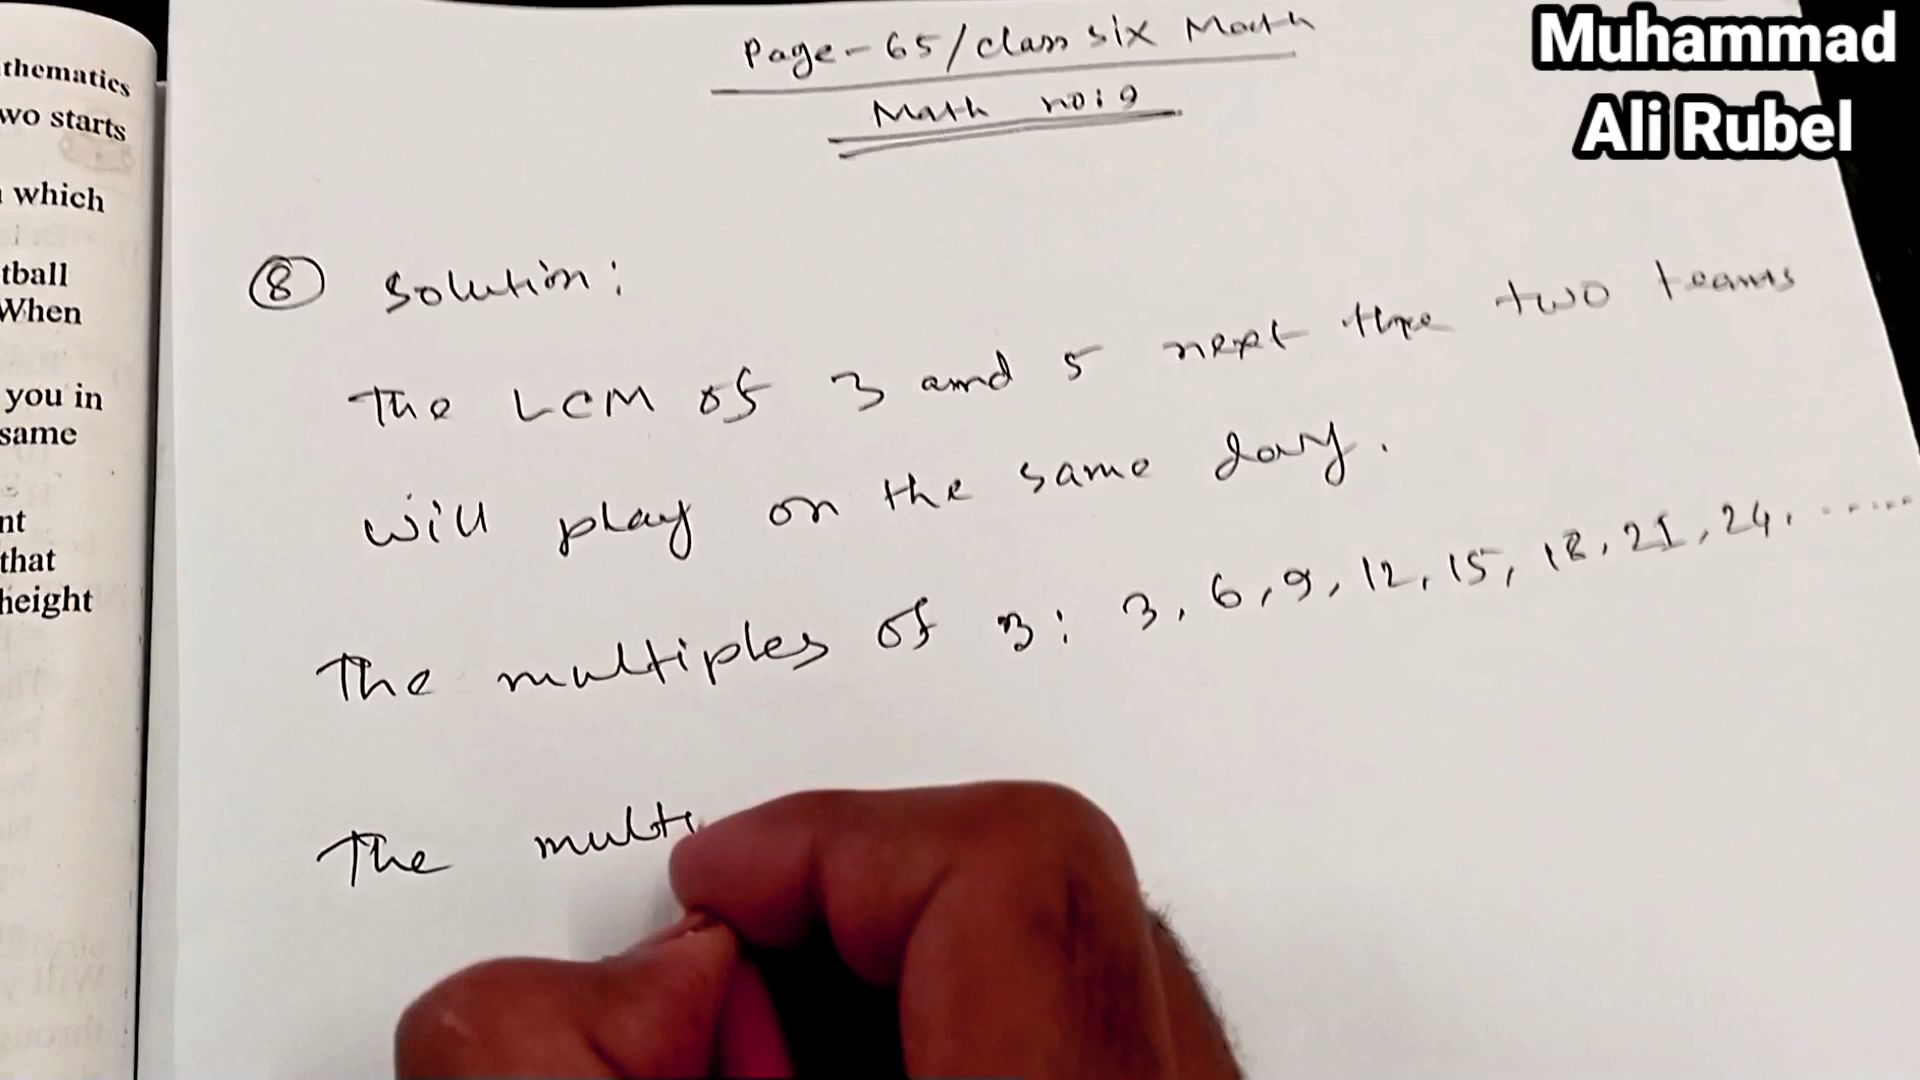 thematics
wo starts
which
tball
When
you in
same
nt
that
height
Page-65/class six Math
Math no:9
Muhammad
Ali Rubel
8 Solution:
The LCM of 3 and 5 next the two teams
will play on the same day.
The multiples of 3: 3, 6, 9, 12, 15, 18, 21, 24, ......
The multi